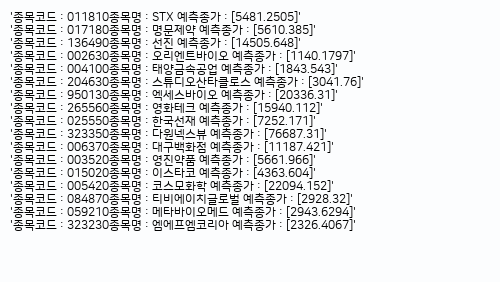 '종목코드 : 011810종목명 : STX 예측종가 : [5481.2505]'
'종목코드 : 017180종목명 : 명문제약 예측종가 : [5610.385]'
'종목코드 : 136490종목명 : 선진 예측종가 : [14505.648]'
'종목코드 : 002630종목명 : 오리엔트바이오 예측종가 : [1140.1797]'
'종목코드 : 004100종목명 : 태양금속공업 예측종가 : [1843.543]'
'종목코드 : 204630종목명 : 스튜디오산타클로스 예측종가 : [3041.76]'
'종목코드 : 950130종목명 : 엑세스바이오 예측종가 : [20336.31]'
'종목코드 : 265560종목명 : 영화테크 예측종가 : [15940.112]'
'종목코드 : 025550종목명 : 한국선재 예측종가 : [7252.171]'
'종목코드 : 323350종목명 : 다원넥스뷰 예측종가 : [76687.31]'
'종목코드 : 006370종목명 : 대구백화점 예측종가 : [11187.421]'
'종목코드 : 003520종목명 : 영진약품 예측종가 : [5661.966]'
'종목코드 : 015020종목명 : 이스타코 예측종가 : [4363.604]'
'종목코드 : 005420종목명 : 코스모화학 예측종가 : [22094.152]'
'종목코드 : 084870종목명 : 티비에이치글로벌 예측종가 : [2928.32]'
'종목코드 : 059210종목명 : 메타바이오메드 예측종가 : [2943.6294]'
'종목코드 : 323230종목명 : 엠에프엠코리아 예측종가 : [2326.4067]'